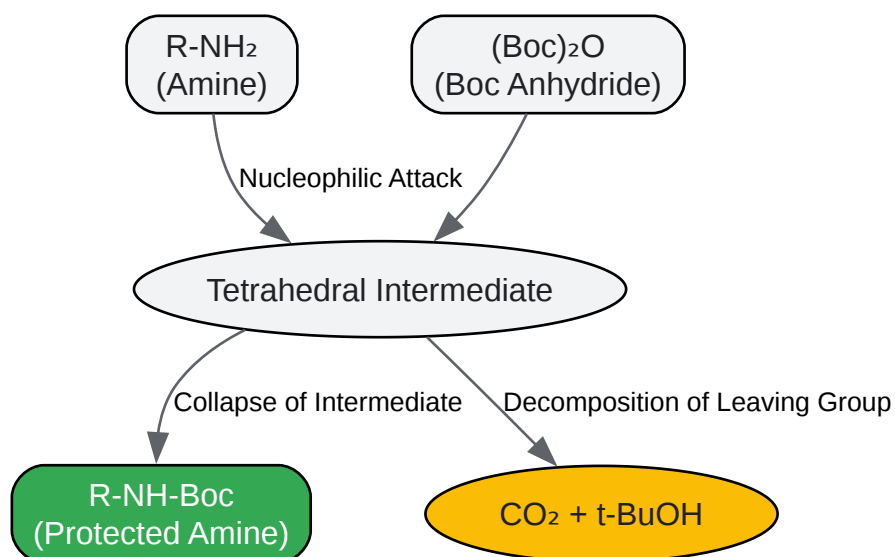 R-NH₂
(Amine)
(Boc)₂O
(Boc Anhydride)
Nucleophilic Attack
Tetrahedral Intermediate
Collapse of Intermediate
Decomposition of Leaving Group
R-NH-Boc
(Protected Amine)
CO₂ + t-BuOH